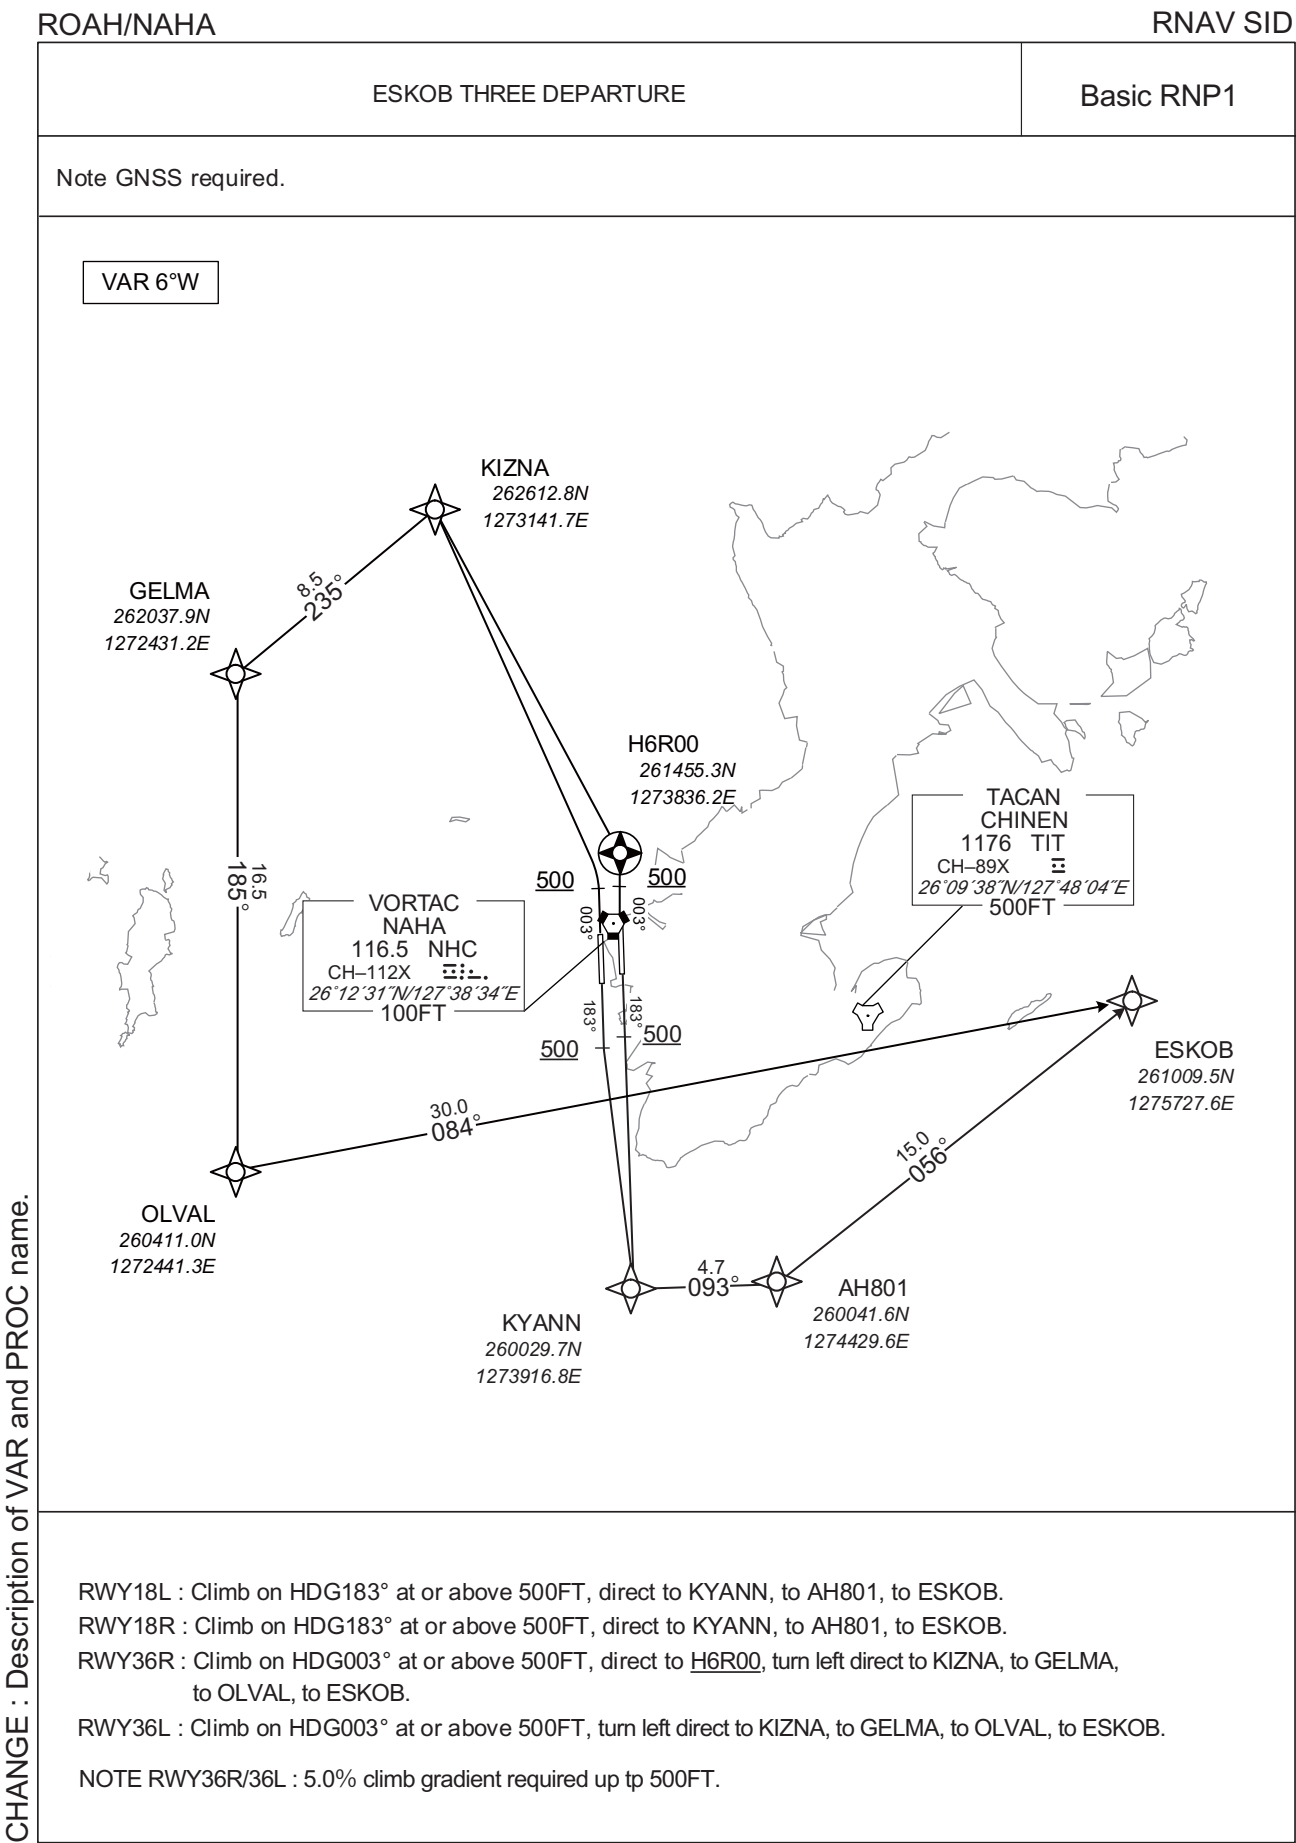 ROAH/NAHA
RNAV SID
ESKOB THREE DEPARTURE
Basic RNP1
Note GNSS required.
VAR 6°W
KIZNA
262612.8N
1273141.7E
GELMA
262037.9N
1272431.2E
8.5
235°
H6R00
261455.3N
1273836.2E
TACAN
CHINEN
1176 TIT
CH–89X
26°09´38˝N/127°48´04˝E
500FT
16.5
185°
500
500
003°
003°
VORTAC
NAHA
116.5 NHC
CH–112X
26°12´31˝N/127°38´34˝E
100FT
183°
183°
500
500
ESKOB
261009.5N
1275727.6E
30.0
084°
15.0
056°
OLVAL
260411.0N
1272441.3E
4.7
093°
AH801
260041.6N
1274429.6E
KYANN
260029.7N
1273916.8E
RWY18L : Climb on HDG183° at or above 500FT, direct to KYANN, to AH801, to ESKOB.
RWY18R : Climb on HDG183° at or above 500FT, direct to KYANN, to AH801, to ESKOB.
RWY36R : Climb on HDG003° at or above 500FT, direct to H6R00, turn left direct to KIZNA, to GELMA,
to OLVAL, to ESKOB.
RWY36L : Climb on HDG003° at or above 500FT, turn left direct to KIZNA, to GELMA, to OLVAL, to ESKOB.
NOTE RWY36R/36L : 5.0% climb gradient required up tp 500FT.
CHANGE : Description of VAR and PROC name.